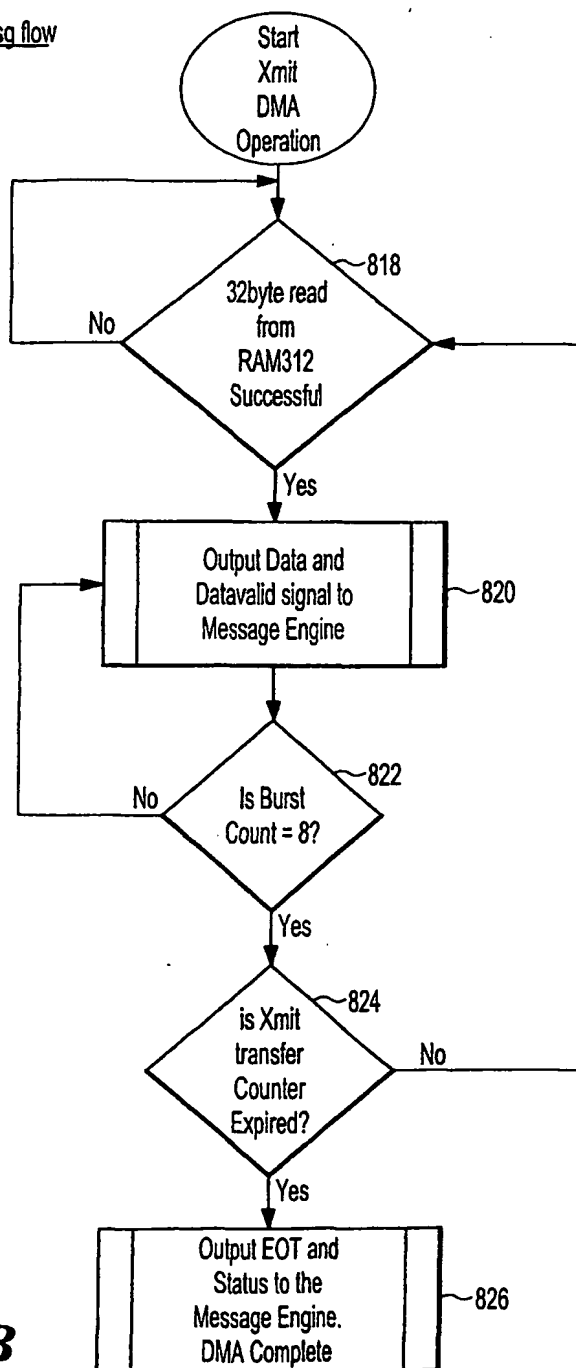 sg flow
Start
Xmit
DMA
Operation
818
32byte read
from
RAM312
Successful
No
Yes
Output Data and
Datavalid signal to
Message Engine
820
822
No
Is Burst
Count = 8?
Yes
824
is Xmit
transfer
Counter
Expired?
No
Yes
Output EOT and
Status to the
Message Engine.
DMA Complete
826
B